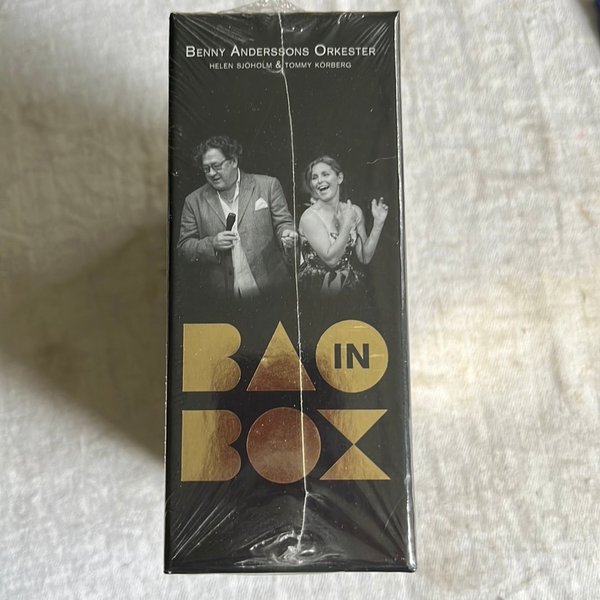 BENNY ANDERSSONS ORKESTER
HELEN SJÖHOLM & TOMMY KÖRBERG
BAO IN
BOX